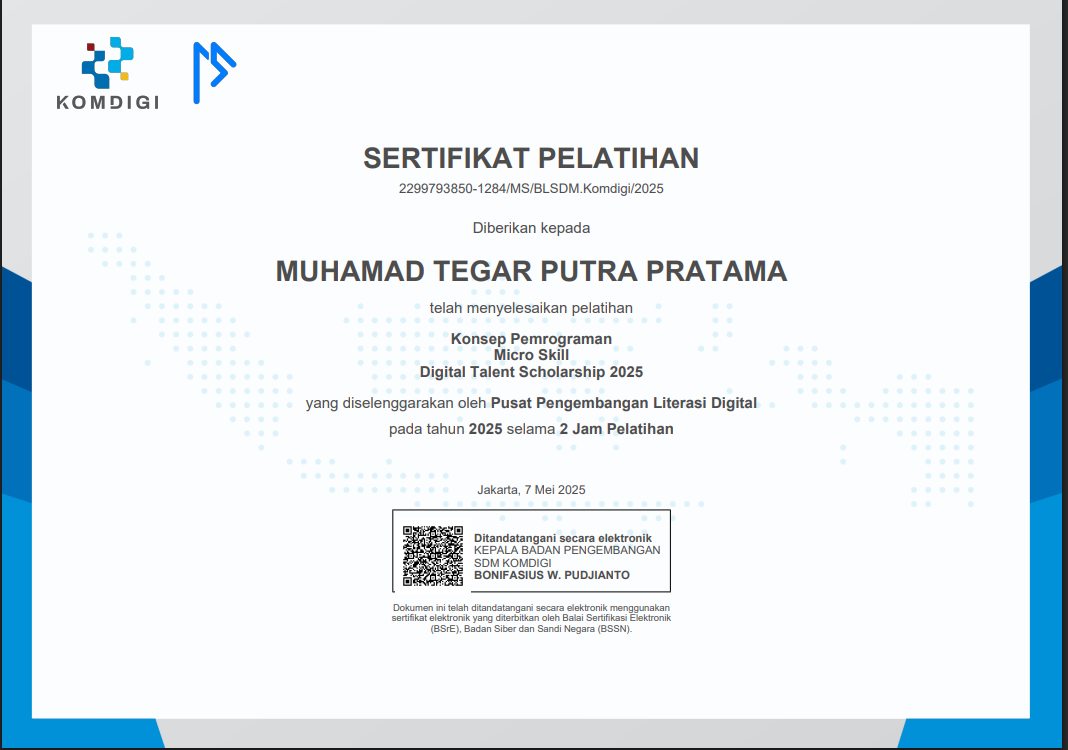 KOMDIGI
SERTIFIKAT PELATIHAN
2299793850-1284/MS/BLSDM.Komdigi/2025
Diberikan kepada
MUHAMAD TEGAR PUTRA PRATAMA
telah menyelesaikan pelatihan
Konsep Pemrograman
Micro Skill
Digital Talent Scholarship 2025
yang diselenggarakan oleh Pusat Pengembangan Literasi Digital
pada tahun 2025 selama 2 Jam Pelatihan
Jakarta, 7 Mei 2025
Ditandatangani secara elektronik
KEPALA BADAN PENGEMBANGAN
SDM KOMDIGI
BONIFASIUS W. PUDJIANTO
Dokumen ini telah ditandatangani secara elektronik menggunakan
sertifikat elektronik yang diterbitkan oleh Balai Sertifikasi Elektronik
(BSrE), Badan Siber dan Sandi Negara (BSSN).